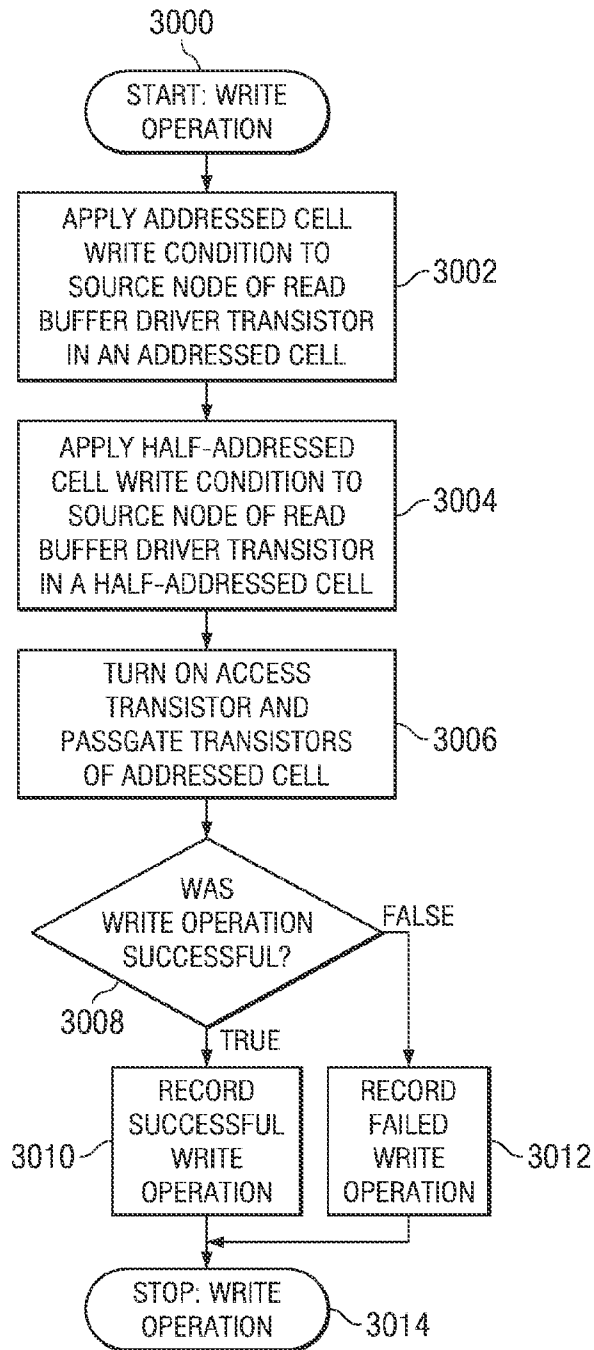 3000
START: WRITE
OPERATION
APPLY ADDRESSED CELL
WRITE CONDITION TO
SOURCE NODE OF READ
BUFFER DRIVER TRANSISTOR
IN AN ADDRESSED CELL
3002
APPLY HALF-ADDRESSED
CELL WRITE CONDITION TO
SOURCE NODE OF READ
BUFFER DRIVER TRANSISTOR
IN A HALF-ADDRESSED CELL
3004
TURN ON ACCESS
TRANSISTOR AND
PASSGATE TRANSISTORS
OF ADDRESSED CELL
3006
WAS
WRITE OPERATION
SUCCESSFUL?
FALSE
3008
TRUE
RECORD
SUCCESSFUL
WRITE
OPERATION
3010
RECORD
FAILED
WRITE
OPERATION
3012
STOP: WRITE
OPERATION
3014